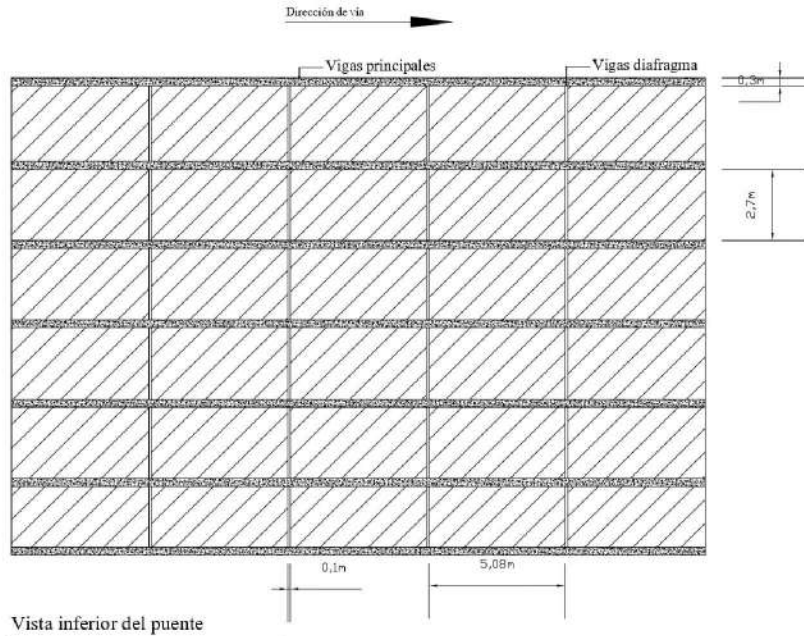 Dirección de vía
Vigas principales
Vigas diafragma
0,3m
2,7m
0,1m
5,08m
Vista inferior del puente